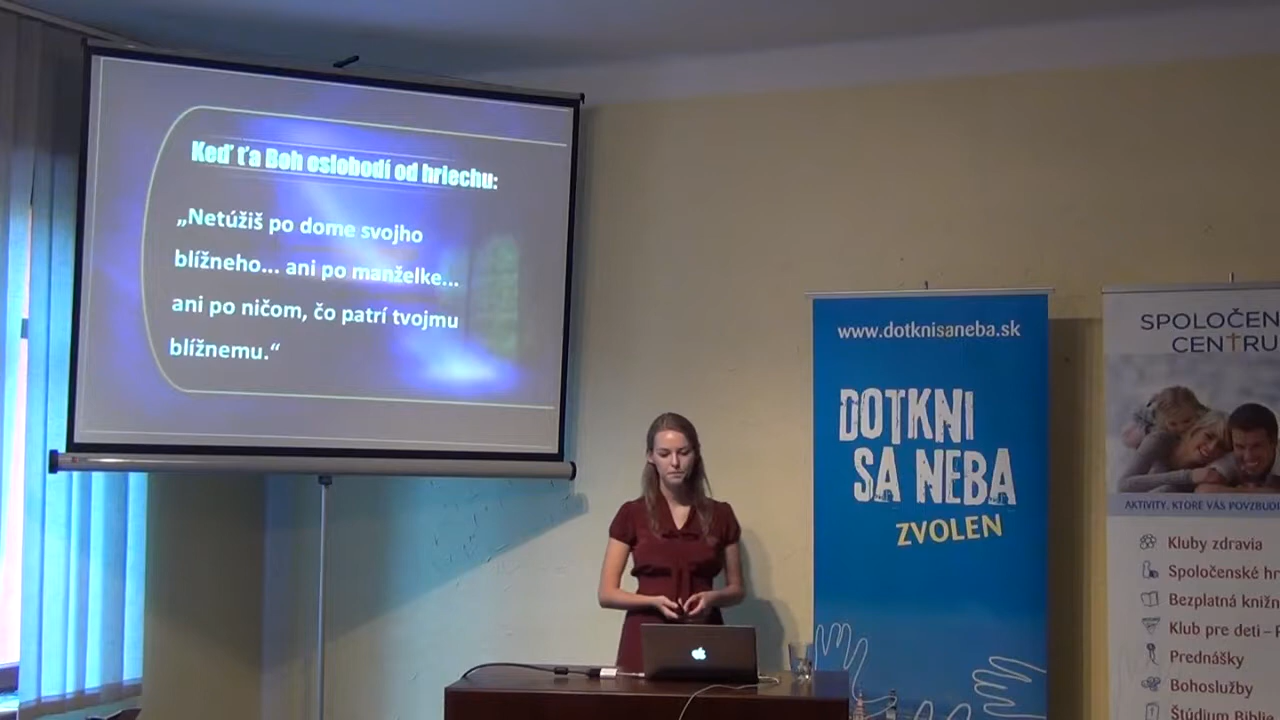 Keď ťa Boh oslobodí od hriechu:
„Netúžiš po dome svojho
blížneho... ani po manželke...
ani po ničom, čo patrí tvojmu
blížnemu.“
www.dotknisaneba.sk
DOTKNI
SA NEBA
ZVOLEN
SPOLOČEN
CENTRU
AKTIVITY, KTORÉ VÁS POVZBUD
Kluby zdravia
Spoločenské hr
Bezplatná knižn
Klub pre deti –
Prednášky
Bohoslužby
Štúdium Biblie